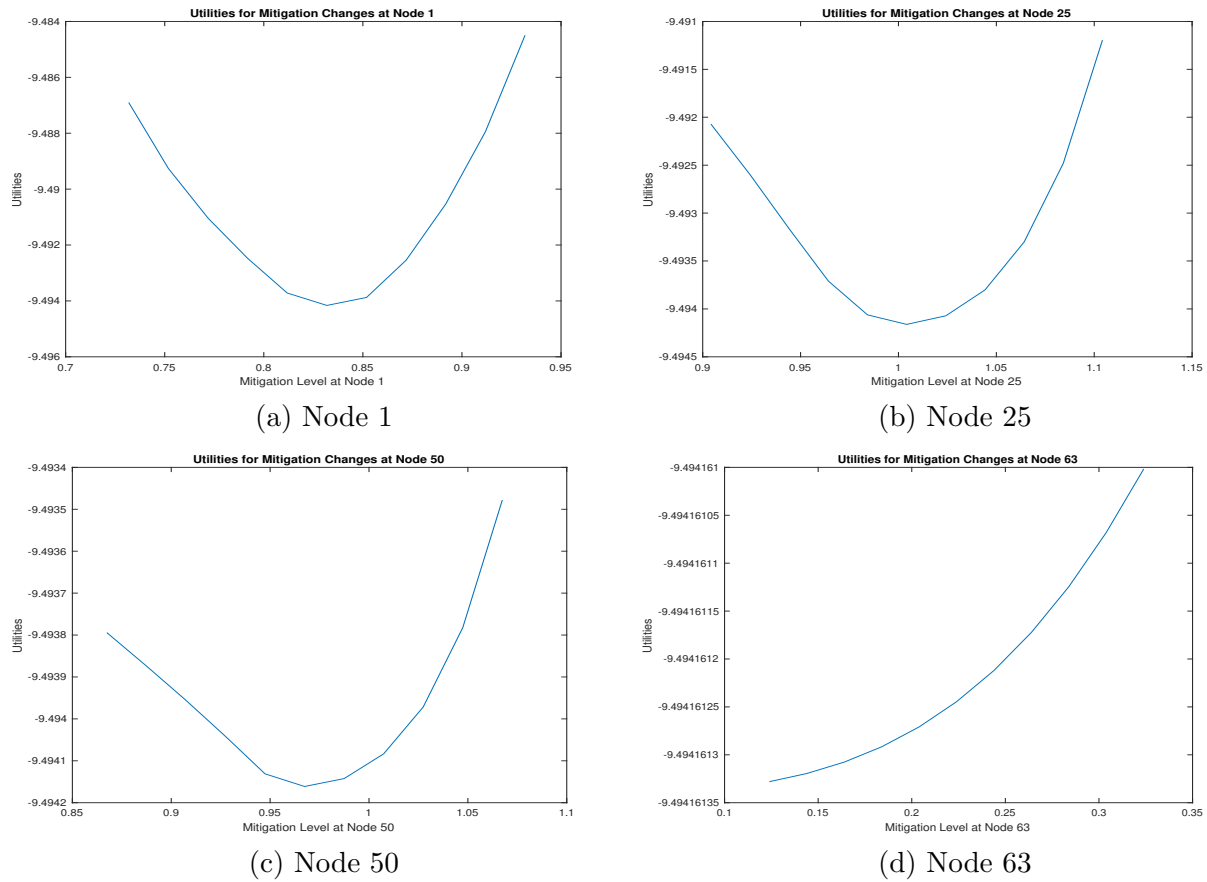 Utilities for Mitigation Changes at Node 1
-9.484
-9.486
-9.488
-9.49
-9.492
-9.494
-9.496
Utilities
0.7 0.75 0.8 0.85 0.9 0.95
Mitigation Level at Node 1
(a) Node 1
Utilities for Mitigation Changes at Node 25
-9.491
-9.4915
-9.492
-9.4925
-9.493
-9.4935
-9.494
-9.4945
Utilities
0.9 0.95 1 1.05 1.1 1.15
Mitigation Level at Node 25
(b) Node 25
Utilities for Mitigation Changes at Node 50
-9.4934
-9.4935
-9.4936
-9.4937
-9.4938
-9.4939
-9.494
-9.4941
-9.4942
Utilities
0.85 0.9 0.95 1 1.05 1.1
Mitigation Level at Node 50
(c) Node 50
Utilities for Mitigation Changes at Node 63
-9.494161
-9.49416105
-9.4941611
-9.49416115
-9.4941612
-9.49416125
-9.4941613
-9.49416135
Utilities
0.1 0.15 0.2 0.25 0.3 0.35
Mitigation Level at Node 63
(d) Node 63